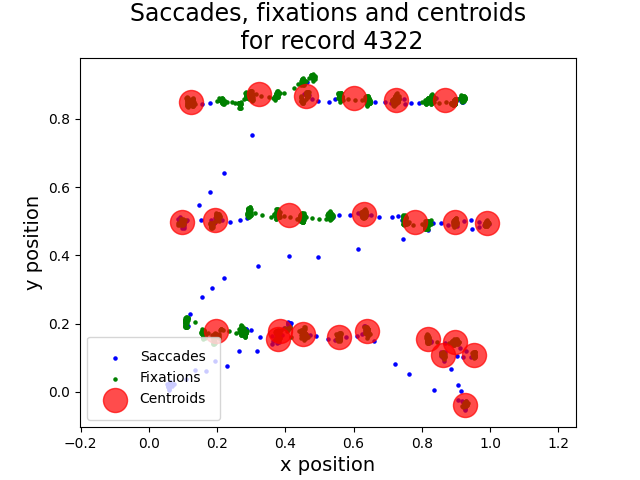 Saccades, fixations and centroids
for record 4322
y position
0.8
0.6
0.4
0.2
0.0
Saccades
Fixations
Centroids
−0.2 0.0 0.2 0.4 0.6 0.8 1.0 1.2
x position